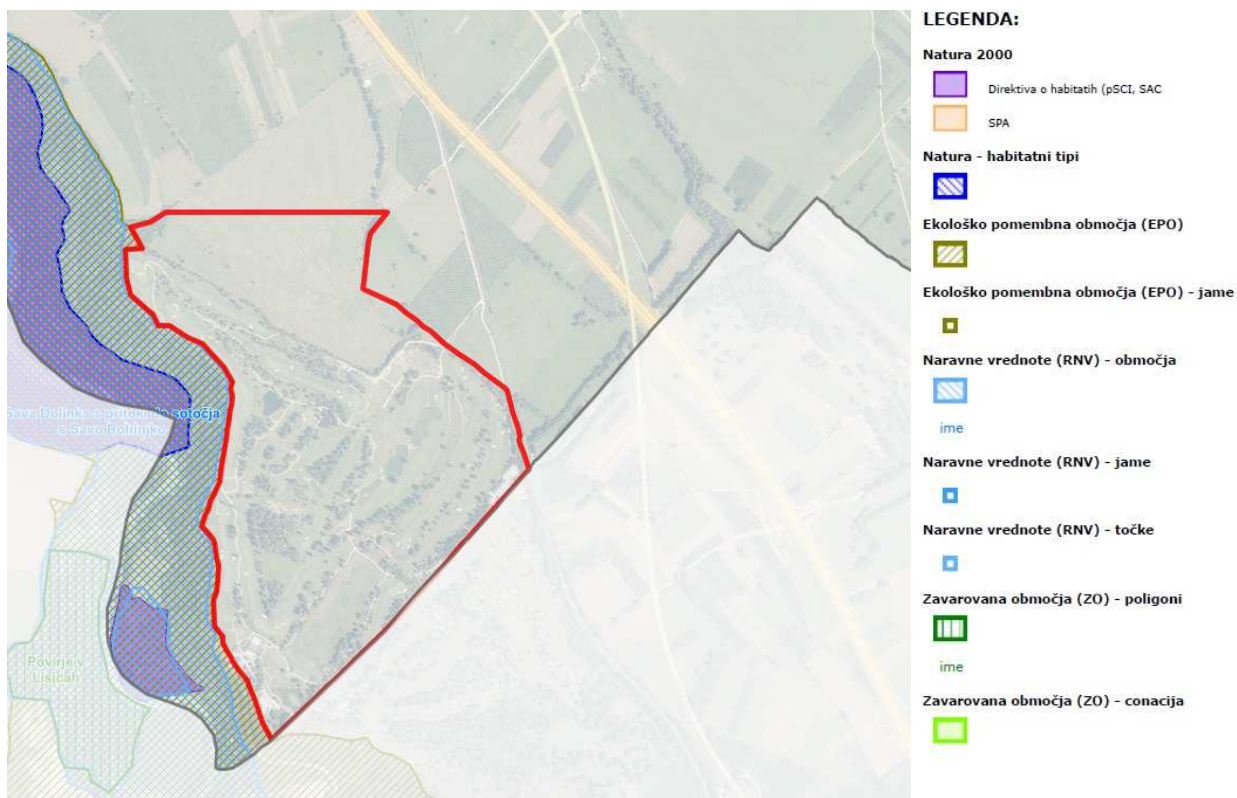 LEGENDA:
Natura 2000
Direktiva o habitatih (pSCI, SAC
SPA
Natura - habitatni tipi
Ekološko pomembna območja (EPO)
Ekološko pomembna območja (EPO) - jame
Naravne vrednote (RNV) - območja
ime
Naravne vrednote (RNV) - jame
Naravne vrednote (RNV) - točke
Zavarovana območja (ZO) - poligoni
ime
Zavarovana območja (ZO) - conacija
Sava Dolinka s pritoki do sotočja
s Savo Bohinjko
Povirje v
Lisicah